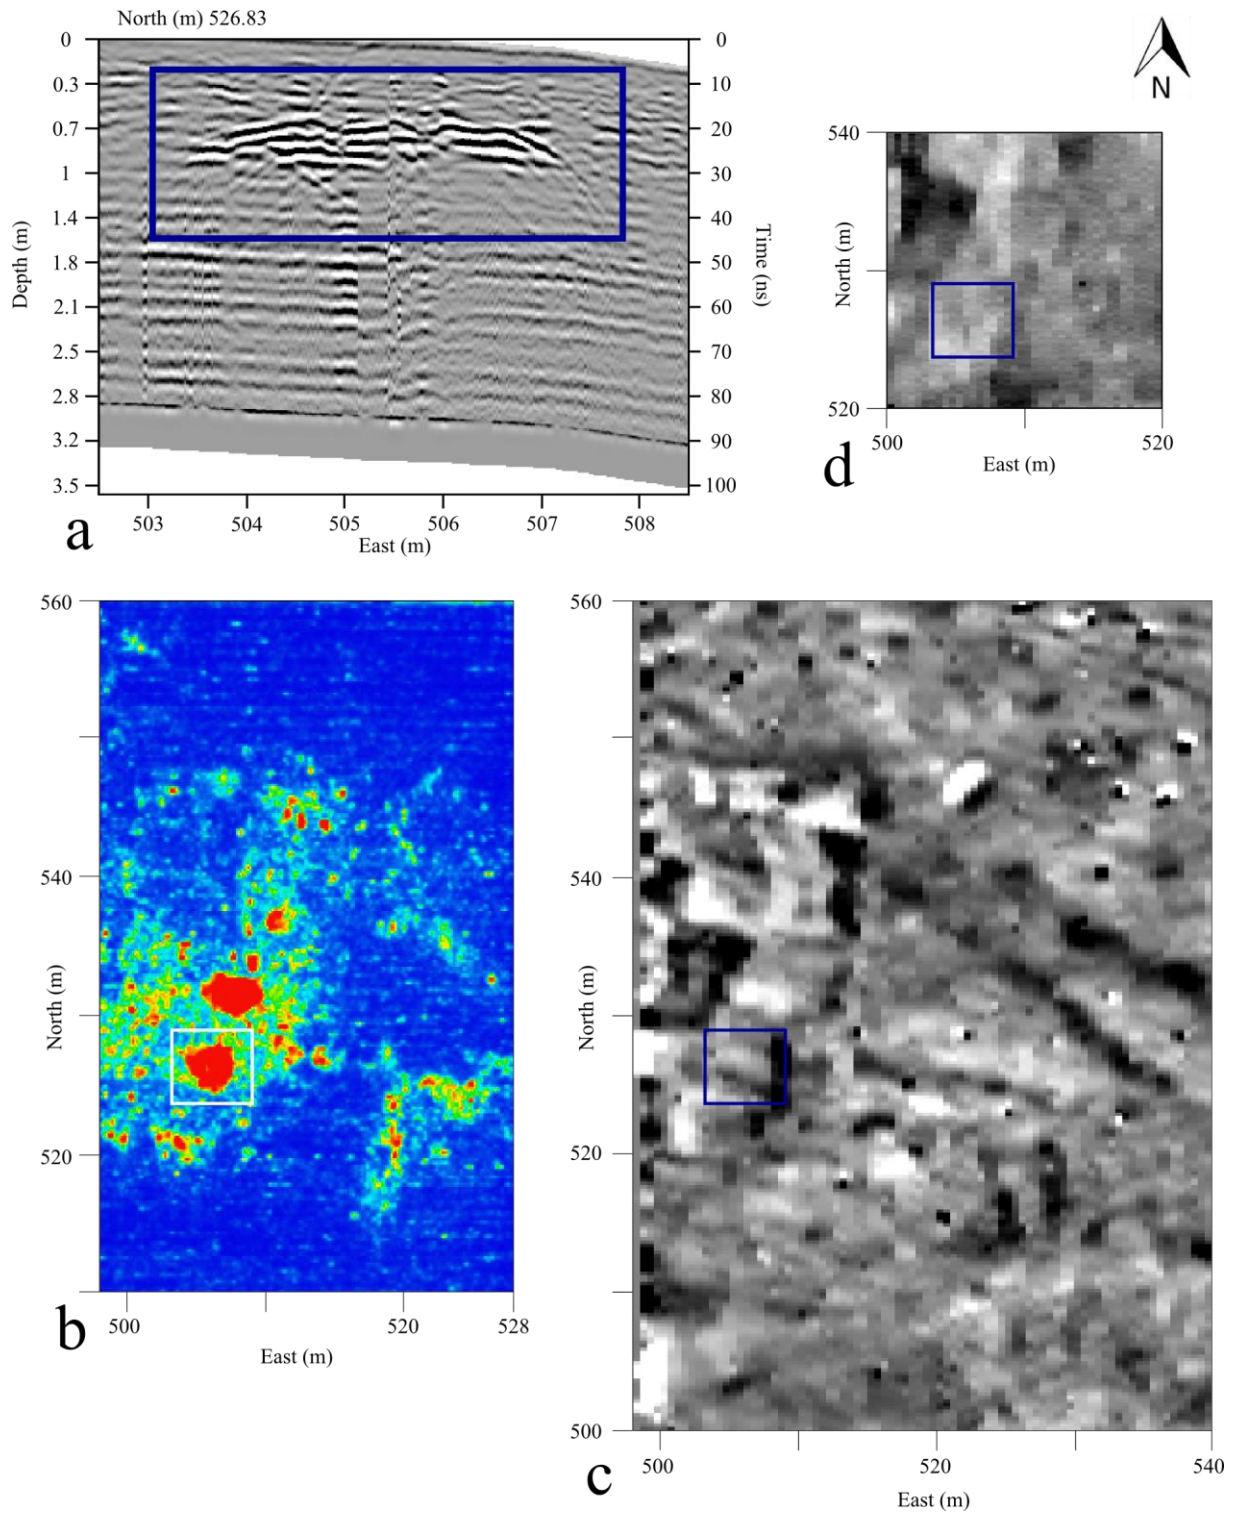 North (m) 526.83
0 0
0.3 10
0.7 20
1 30
1.4 40
1.8 50
2.1 60
2.5 70
2.8 80
3.2 90
3.5 100
Depth (m)
Time (ns)
503 504 505 506 507 508
East (m)
a
N
540
North (m)
520
500 520
East (m)
d
560
540
North (m)
520
500 520 528
East (m)
b
560
540
North (m)
520
500
500 520 540
East (m)
c